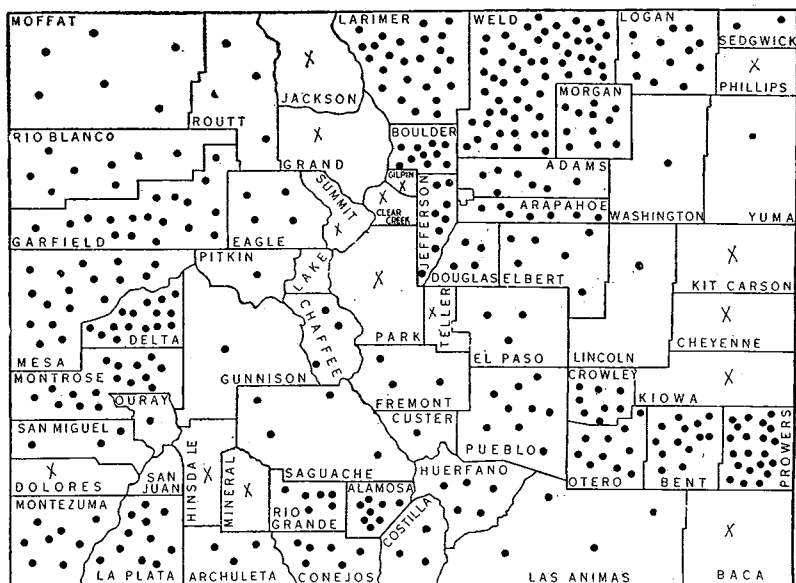 MOFFAT
ROUTT
JACKSON
LARIMER
WELD
LOGAN
SEDGWICK
PHILLIPS
MORGAN
RIO BLANCO
GRAND
BOULDER
GILPIN
CLEAR CREEK
SUMMIT
JEFFERSON
ADAMS
ARAPAHOE
WASHINGTON
YUMA
GARFIELD
EAGLE
PITKIN
LAKE
DOUGLAS
ELBERT
KIT CARSON
CHEYENNE
MESA
DELTA
CHAFFEE
PARK
TELLER
EL PASO
LINCOLN
MONTROSE
GUNNISON
OURAY
FREMONT
CUSTER
CROWLEY
KIOWA
SAN MIGUEL
PUEBLO
DOLORES
SAN JUAN
HINSDALE
MINERAL
SAGUACHE
HUERFANO
OTERO
BENT
PROWERS
MONTEZUMA
RIO GRANDE
ALAMOSA
COSTILLA
LA PLATA
ARCHULETA
CONEJOS
LAS ANIMAS
BACA